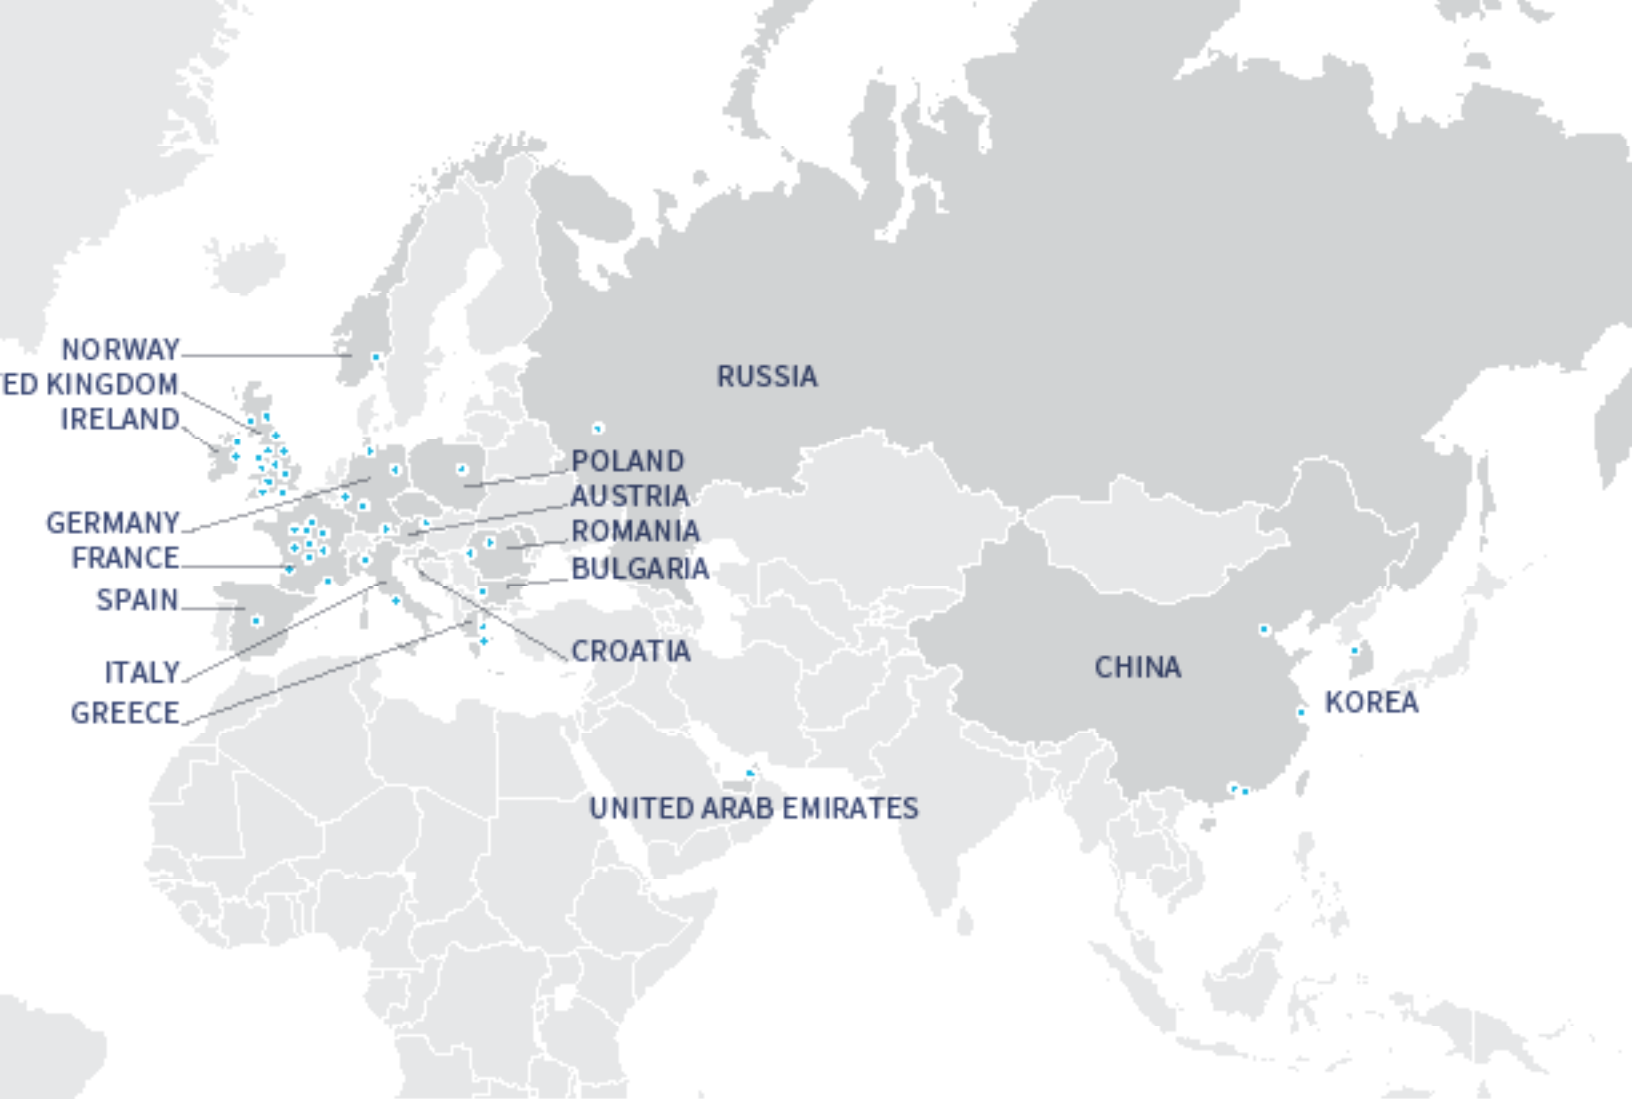 NORWAY
TED KINGDOM
IRELAND
RUSSIA
POLAND
AUSTRIA
ROMANIA
BULGARIA
GERMANY
FRANCE
SPAIN
ITALY
GREECE
CROATIA
CHINA
KOREA
UNITED ARAB EMIRATES